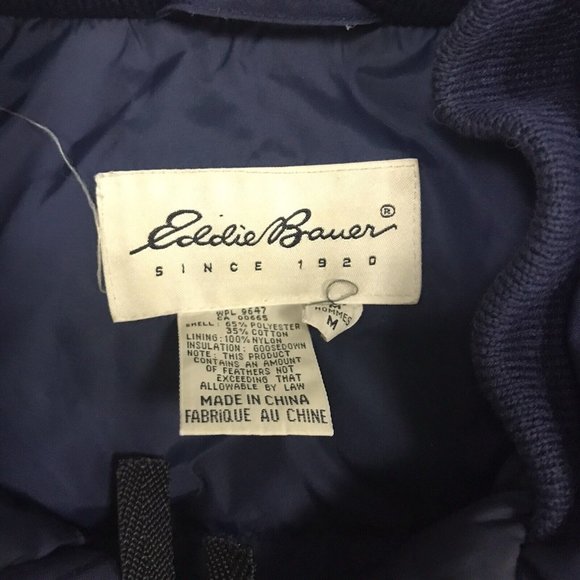 Eddie Bauer®
SINCE 1920
WPL 9647
CA 00665
SHELL: 65% POLYESTER
35% COTTON
LINING: 100% NYLON
INSULATION: GOOSEDOWN
NOTE: THIS PRODUCT
CONTAINS AN AMOUNT
OF FEATHERS NOT
EXCEEDING THAT
ALLOWABLE BY LAW
MADE IN CHINA
FABRIQUE AU CHINE
M
HOMMES
M